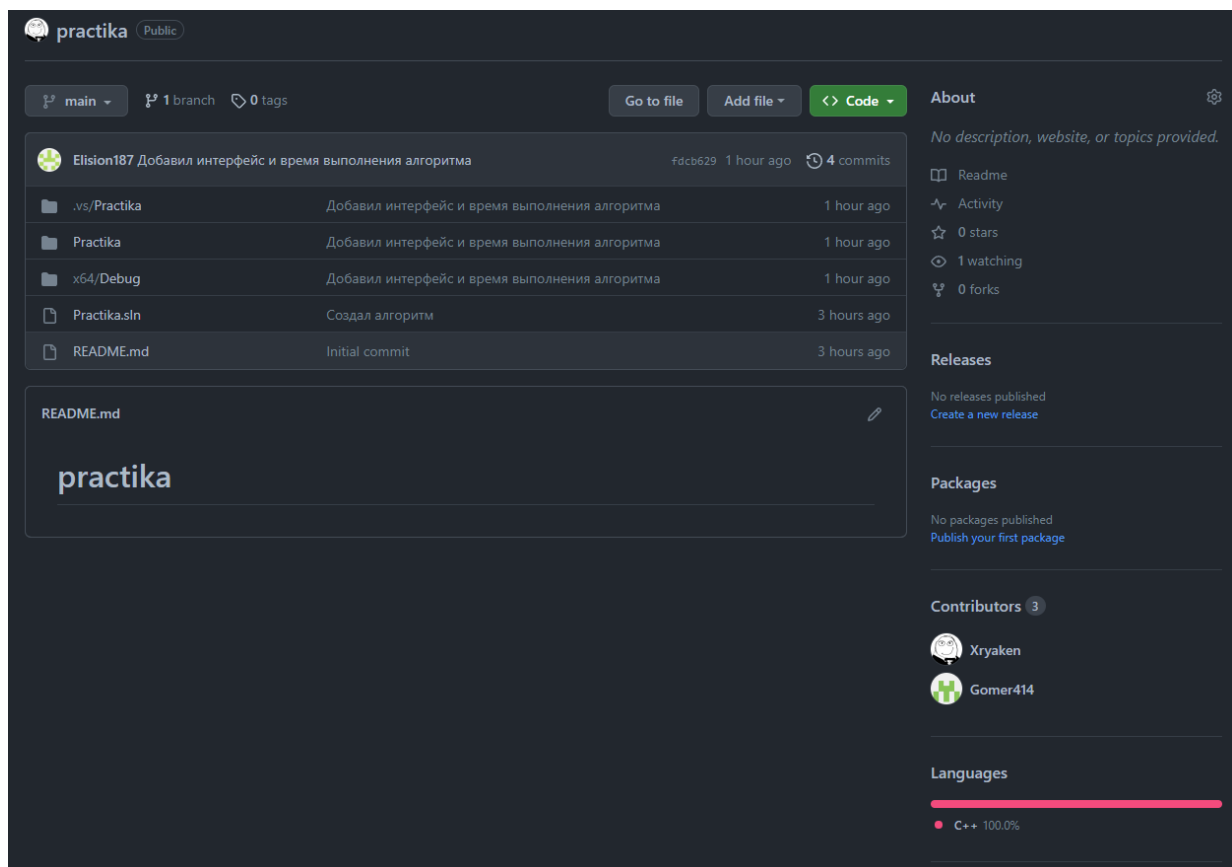 practika Public
main 1 branch 0 tags Go to file Add file Code
Elision187 Добавил интерфейс и время выполнения алгоритма fdcb629 1 hour ago 4 commits
.vs/Practika Добавил интерфейс и время выполнения алгоритма 1 hour ago
Practika Добавил интерфейс и время выполнения алгоритма 1 hour ago
x64/Debug Добавил интерфейс и время выполнения алгоритма 1 hour ago
Practika.sln Создал алгоритм 3 hours ago
README.md Initial commit 3 hours ago
README.md
practika
About
No description, website, or topics provided.
Readme
Activity
0 stars
1 watching
0 forks
Releases
No releases published
Create a new release
Packages
No packages published
Publish your first package
Contributors 3
Xryaken
Gomer414
Languages
C++ 100.0%